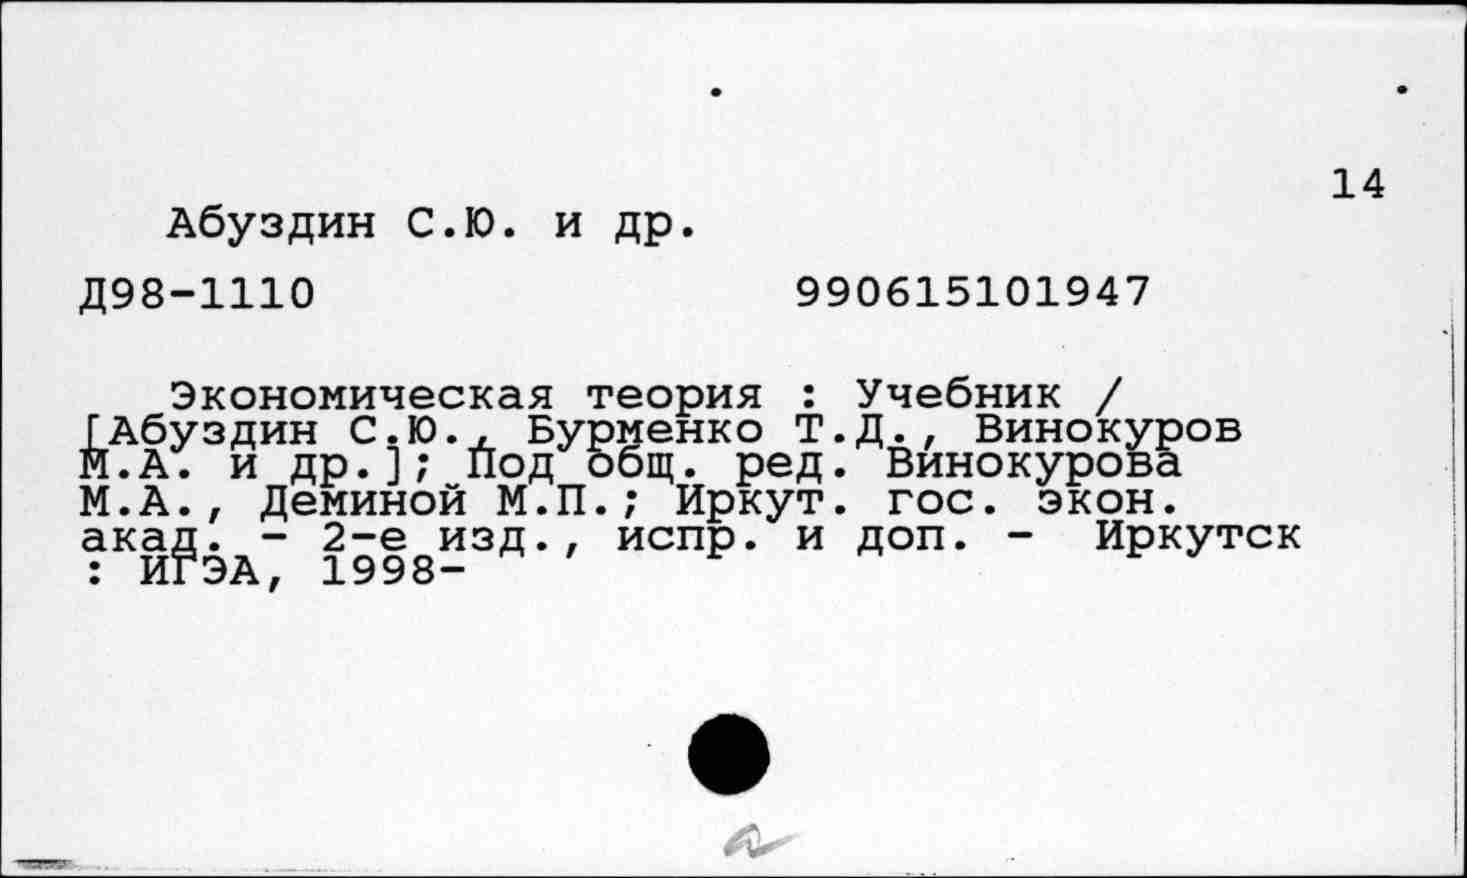 14
Абуздин С.Ю. и др.
Д98-1110 990615101947
Экономическая теория : Учебник /
[Абуздин С.Ю., Бурменко Т.Д., Винокуров
М.А. и др.]; Под общ. ред. Винокурова
М.А., Деминой М.П.; Иркут. гос. экон.
акад. - 2-е изд., испр. и доп. - Иркутск
: ИГЭА, 1998-